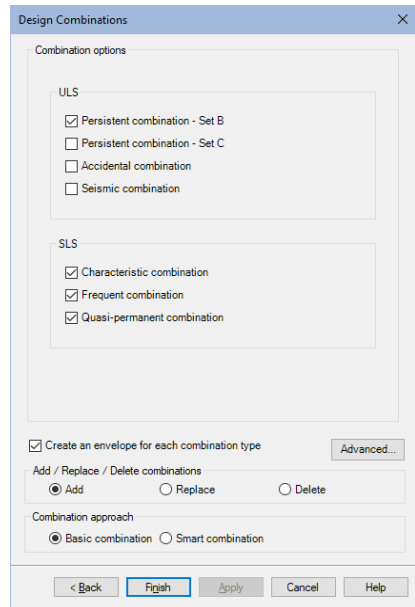 Design Combinations
Combination options
ULS
Persistent combination - Set B
Persistent combination - Set C
Accidental combination
Seismic combination
SLS
Characteristic combination
Frequent combination
Quasi-permanent combination
Create an envelope for each combination type
Advanced...
Add / Replace / Delete combinations
Add Replace Delete
Combination approach
Basic combination Smart combination
< Back Finish Apply Cancel Help